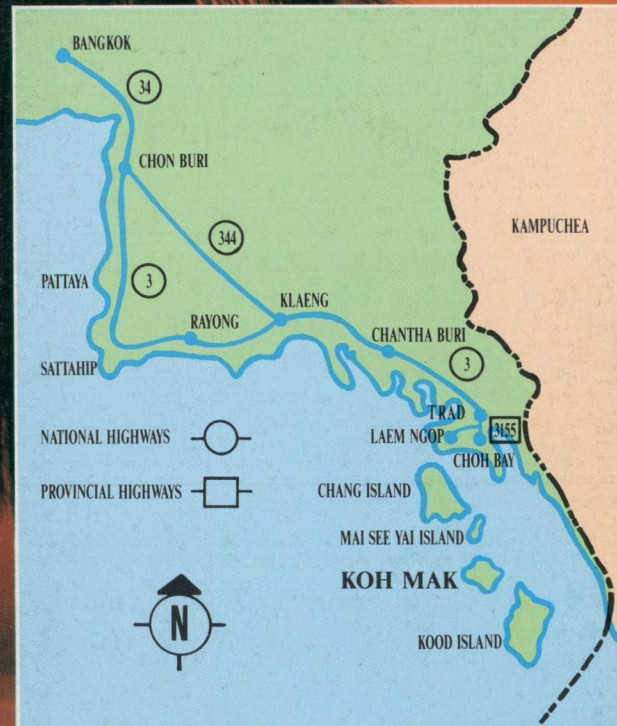 BANGKOK
34
CHON BURI
344
KAMPUCHEA
PATTAYA
3
KLAENG
RAYONG
CHANTHA BURI
3
SATTAHIP
TRAD
3155
NATIONAL HIGHWAYS
LAEM NGOP
CHOH BAY
PROVINCIAL HIGHWAYS
CHANG ISLAND
MAI SEE YAI ISLAND
KOH MAK
N
KOOD ISLAND